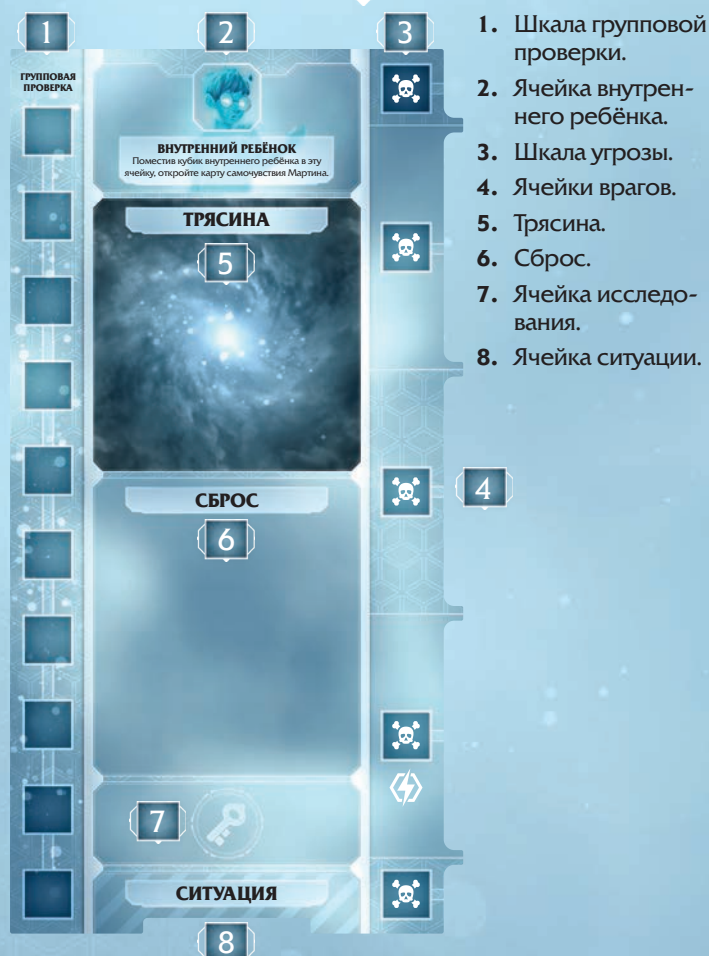 1
2
3
ГРУППОВАЯ
ПРОВЕРКА
ВНУТРЕННИЙ РЕБЁНОК
Поместив кубик внутреннего ребёнка в эту
ячейку, откройте карту самочувствия Мартина.
ТРЯСИНА
5
4
СБРОС
6
7
СИТУАЦИЯ
8
1. Шкала групповой
проверки.
2. Ячейка внутрен-
него ребёнка.
3. Шкала угрозы.
4. Ячейки врагов.
5. Трясина.
6. Сброс.
7. Ячейка исследо-
вания.
8. Ячейка ситуации.